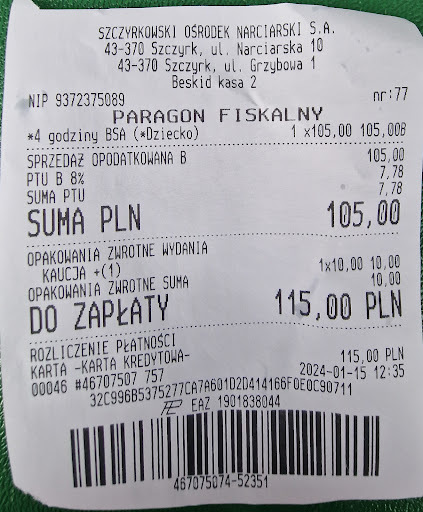 SZCZYRKOWSKI OŚRODEK NARCIARSKI S.A.
43-370 Szczyrk, ul. Narciarska 10
43-370 Szczyrk, ul. Grzybowa 1
Beskid kasa 2
NIP 9372375089 nr:77
PARAGON FISKALNY
*4 godziny BSA (*Dziecko) 1 x105,00 105,00B
SPRZEDAŻ OPODATKOWANA B 105,00
PTU B 8% 7,78
SUMA PTU 7,78
SUMA PLN 105,00
OPAKOWANIA ZWROTNE WYDANIA
KAUCJA +(1) 1x10,00 10,00
OPAKOWANIA ZWROTNE SUMA 10,00
DO ZAPŁATY 115,00 PLN
ROZLICZENIE PŁATNOŚCI
KARTA -KARTA KREDYTOWA- 115,00 PLN
00046 #46707507 757 2024-01-15 12:35
32C996B5375277CA7A601D2D414166F0E0C90711
EAZ 1901838044
467075074-52351